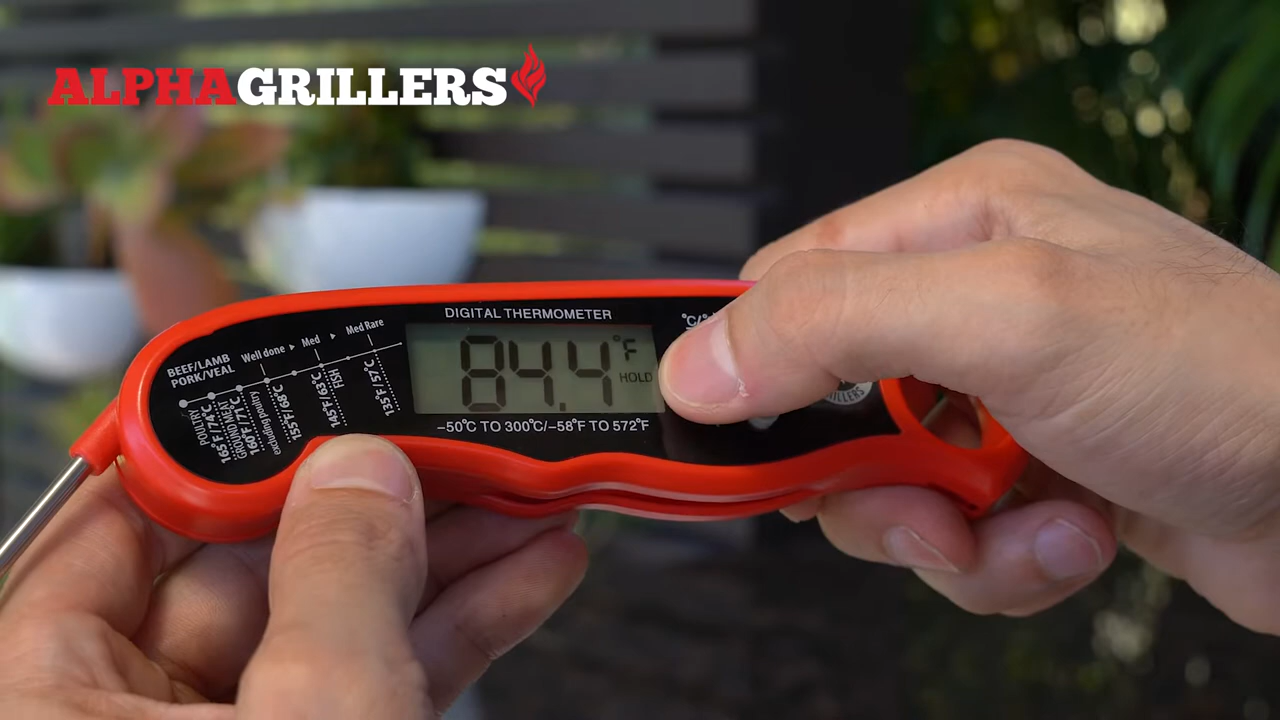 ALPHAGRILLERS
DIGITAL THERMOMETER
84.4°F
HOLD
-50°C TO 300°C/-58°F TO 572°F
°C/°
BEEF/LAMB
PORK/VEAL
Well done
Med
Med Rare
165°F/74°C
POULTRY
160°F/71°C
GROUND MEAT
excluding poultry
155°F/68°C
145°F/63°C
FISH
135°F/57°C